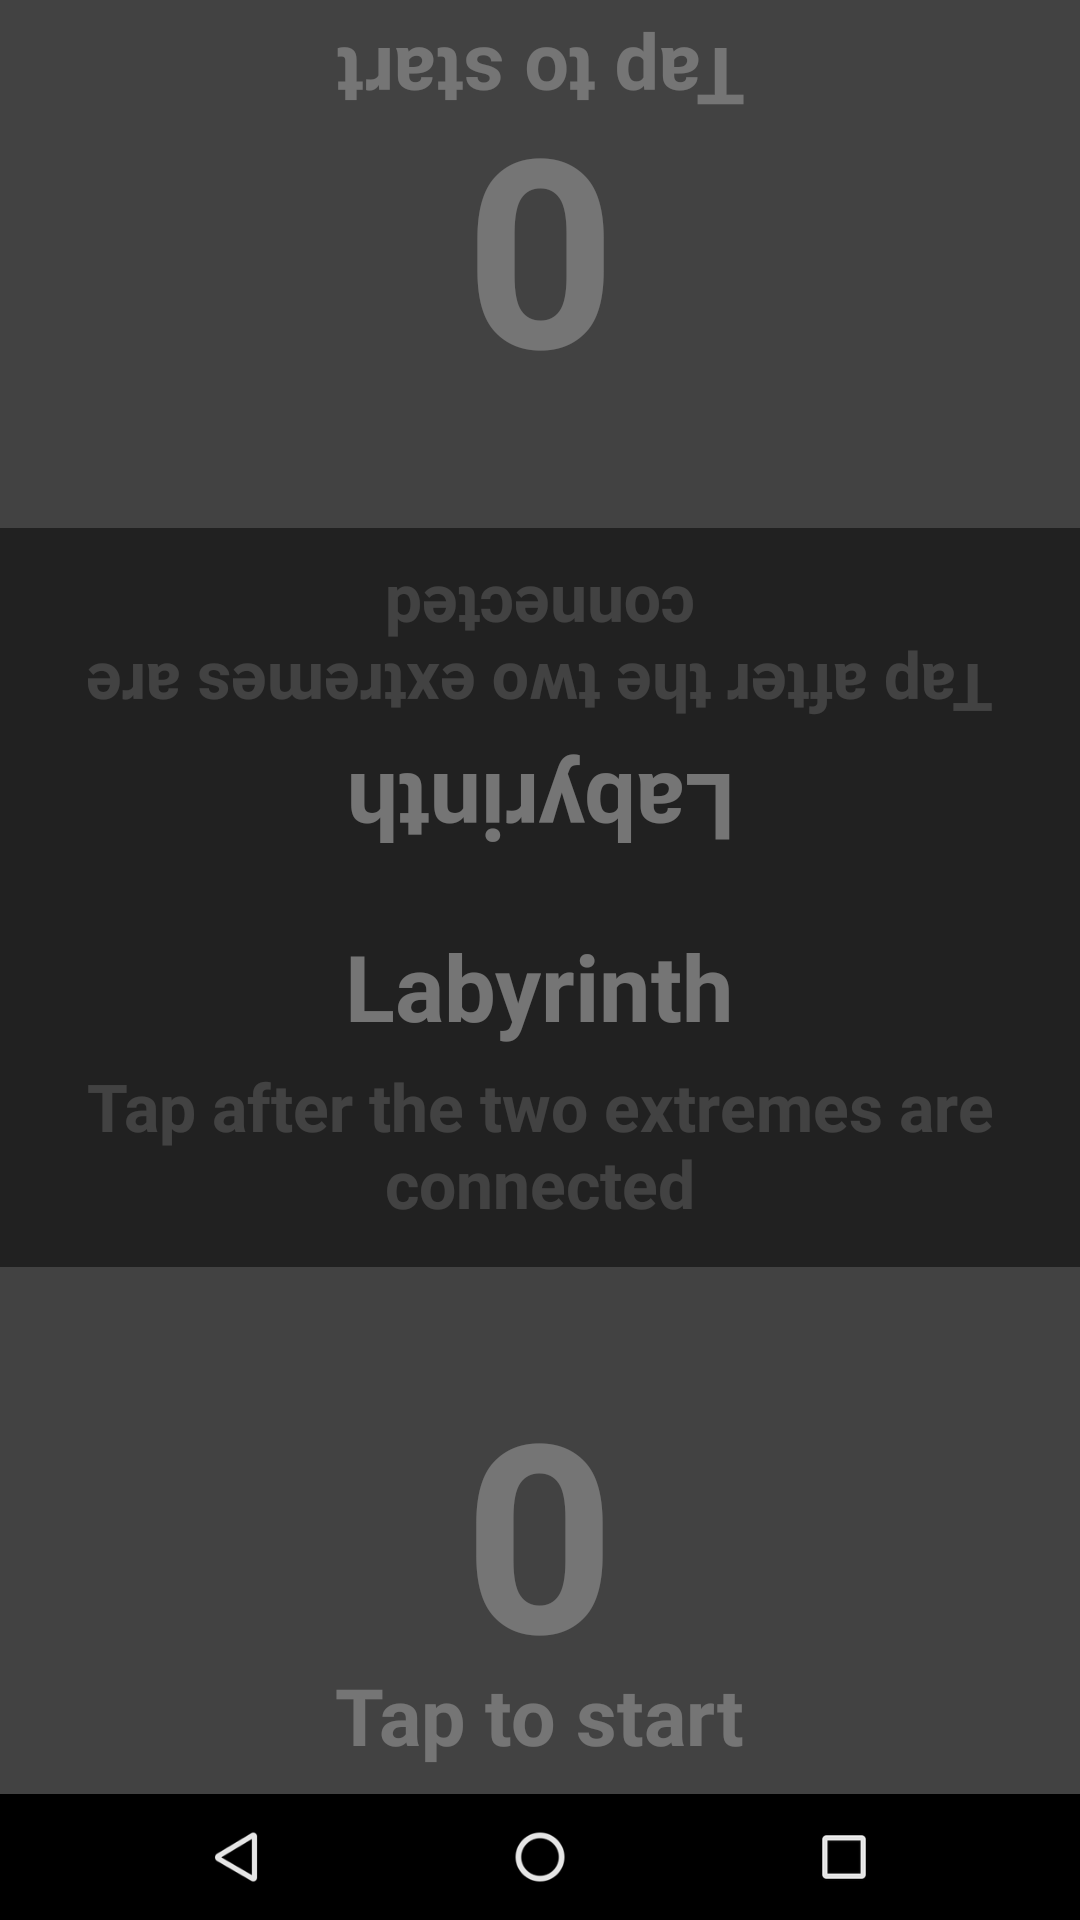 Tap to start
0
Tap after the two extremes are
connected
Labyrinth
Labyrinth
Tap after the two extremes are
connected
0
Tap to start